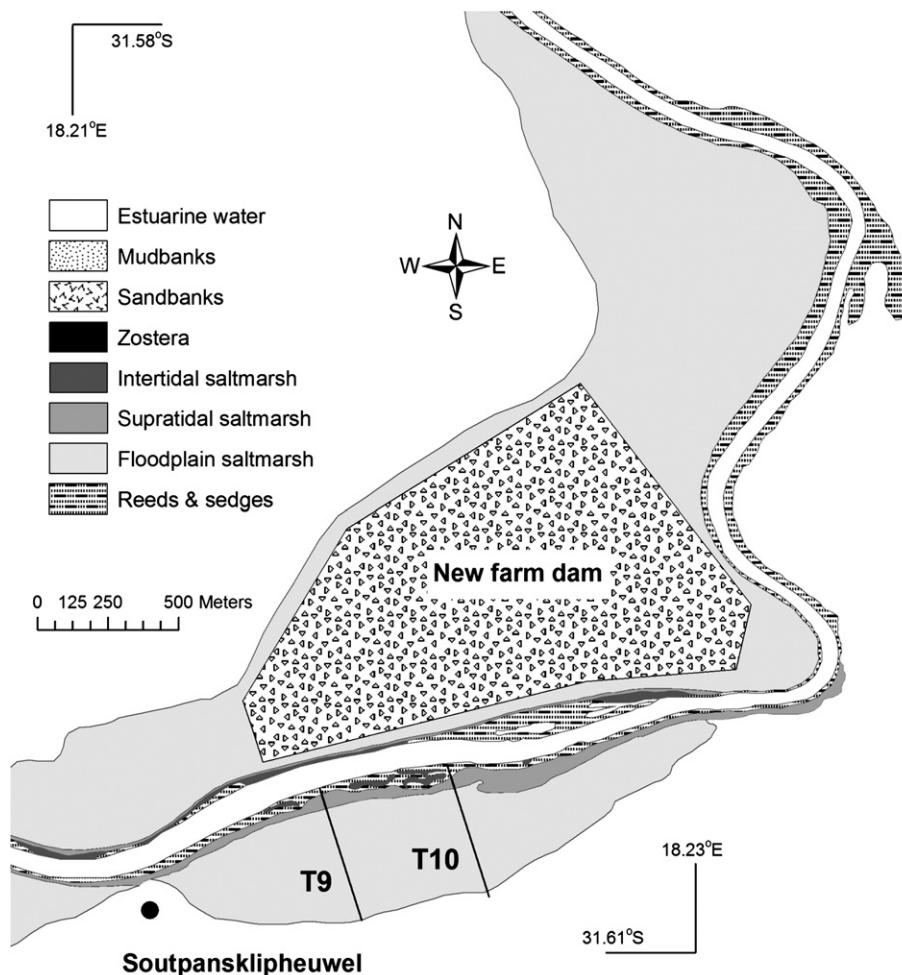 31.58°S
18.21°E
Estuarine water
Mudbanks
Sandbanks
Zostera
Intertidal saltmarsh
Supratidal saltmarsh
Floodplain saltmarsh
Reeds & sedges
N
W E
S
New farm dam
0 125 250 500 Meters
T9
T10
18.23°E
31.61°S
Soutpansklipheuwel